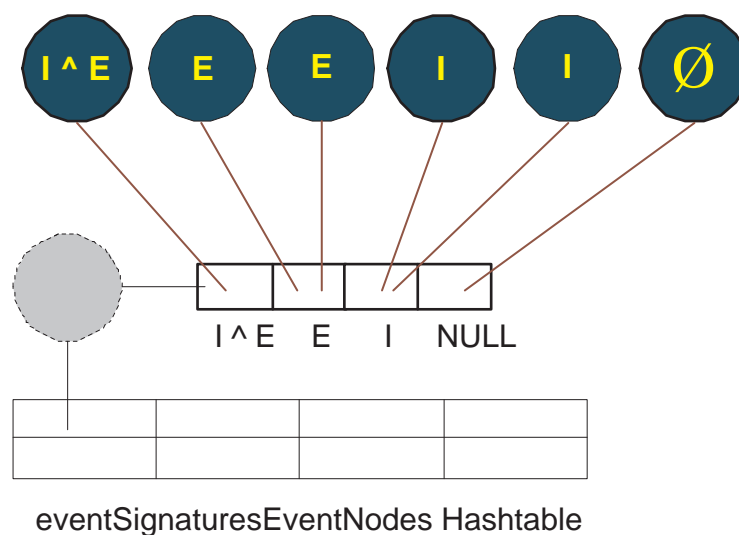 I ^ E E E I I Ø
I ^ E E I NULL
eventSignaturesEventNodes Hashtable